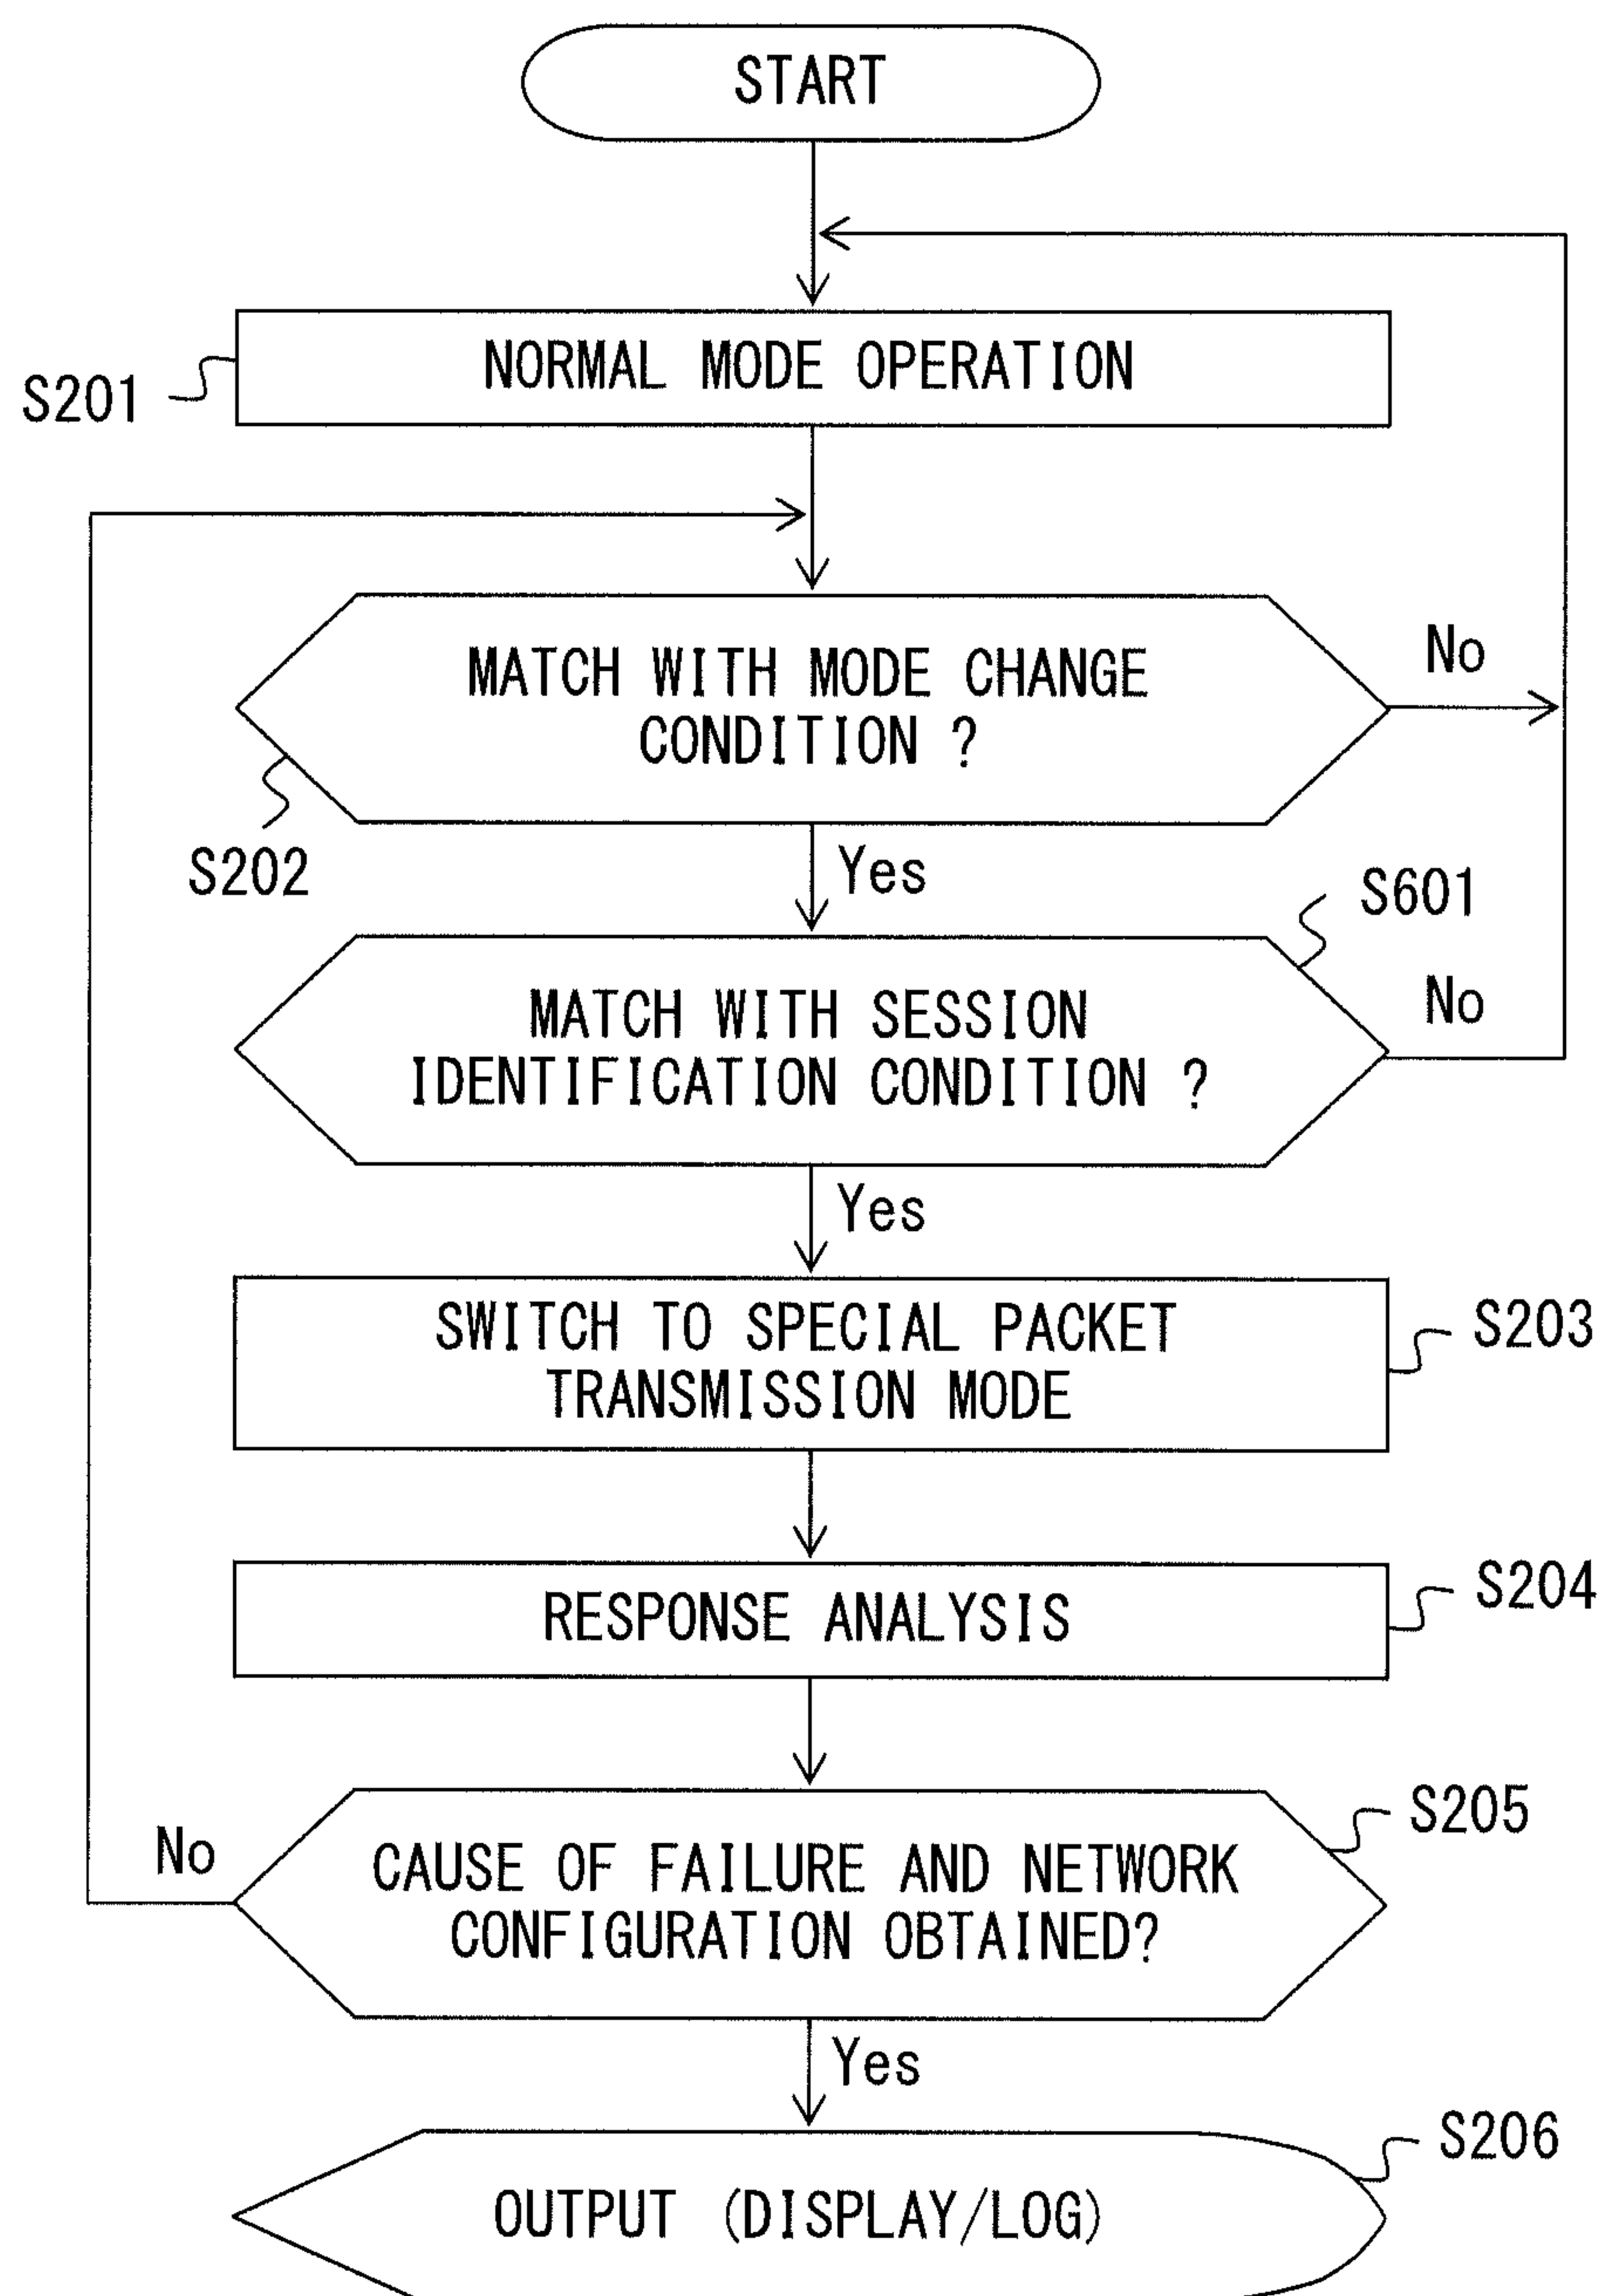 START
NORMAL MODE OPERATION
S201
MATCH WITH MODE CHANGE
CONDITION ?
No
S202
Yes
S601
MATCH WITH SESSION
IDENTIFICATION CONDITION ?
No
Yes
SWITCH TO SPECIAL PACKET
TRANSMISSION MODE
S203
RESPONSE ANALYSIS
S204
S205
No
CAUSE OF FAILURE AND NETWORK
CONFIGURATION OBTAINED?
Yes
S206
OUTPUT (DISPLAY/LOG)